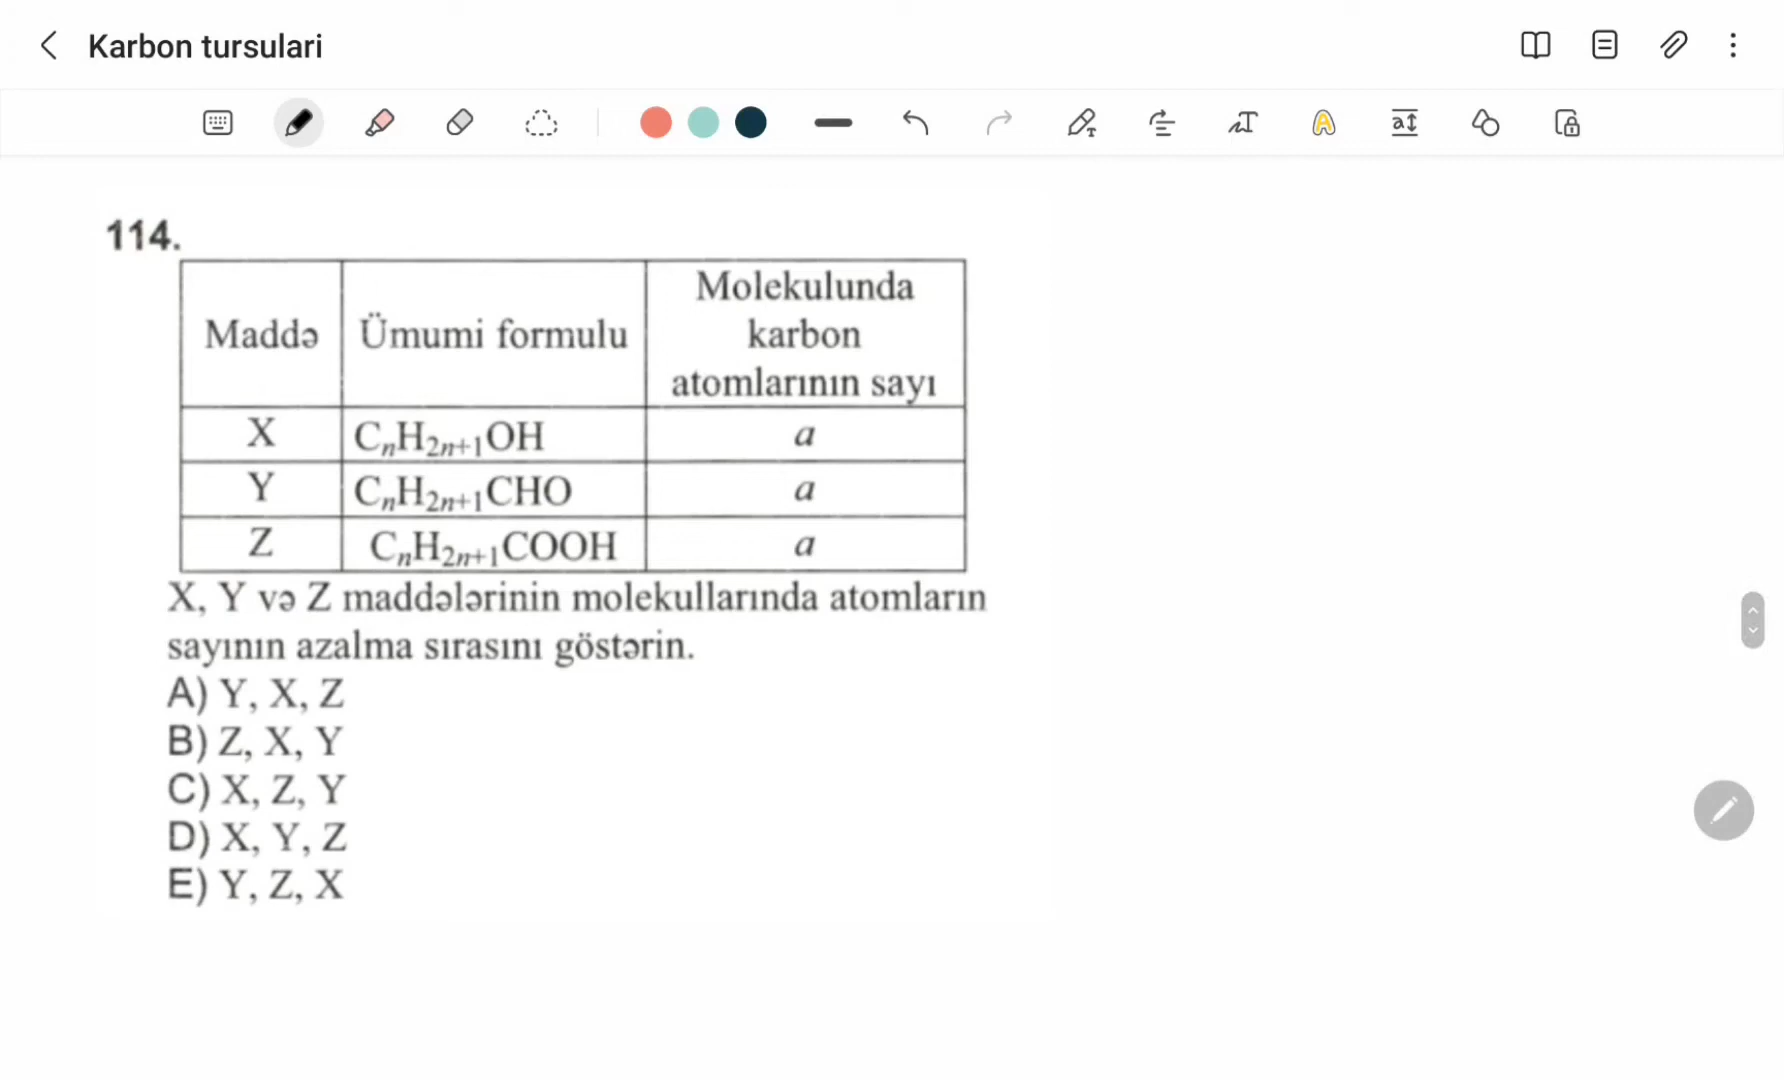 Karbon tursulari
114.
Maddə
Ümumi formulu
Molekulunda
karbon
atomlarının sayı
X CₙH₂ₙ₊₁OH a
Y CₙH₂ₙ₊₁CHO a
Z CₙH₂ₙ₊₁COOH a
X, Y və Z maddələrinin molekullarında atomların
sayının azalma sırasını göstərin.
A) Y, X, Z
B) Z, X, Y
C) X, Z, Y
D) X, Y, Z
E) Y, Z, X